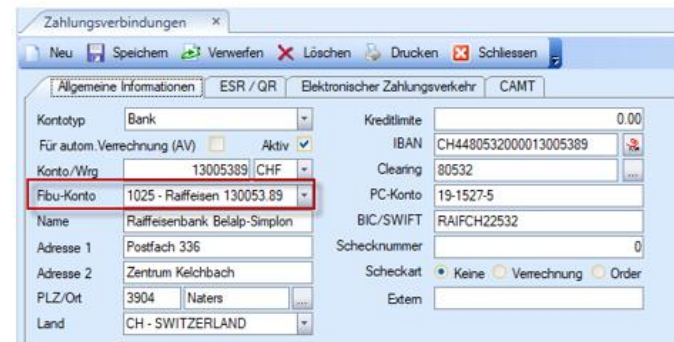 Zahlungsverbindungen ×
Neu Speichern Verwerfen Löschen Drucken Schliessen
Allgemeine Informationen ESR / QR Elektronischer Zahlungsverkehr CAMT
Kontotyp Bank Kreditlimite 0.00
Für autom.Verrechnung (AV) Aktiv IBAN CH4480532000013005389
Konto/Wrg 13005389 CHF Clearing 80532 ...
Fibu-Konto 1025 - Raiffeisen 130053.89 PC-Konto 19-1527-5
Name Raiffeisenbank Belalp-Simplon BIC/SWIFT RAIFCH22532
Adresse 1 Postfach 336 Schecknummer 0
Adresse 2 Zentrum Kelchbach Scheckart Keine Verrechnung Order
PLZ/Ort 3904 Naters ... Extern
Land CH - SWITZERLAND